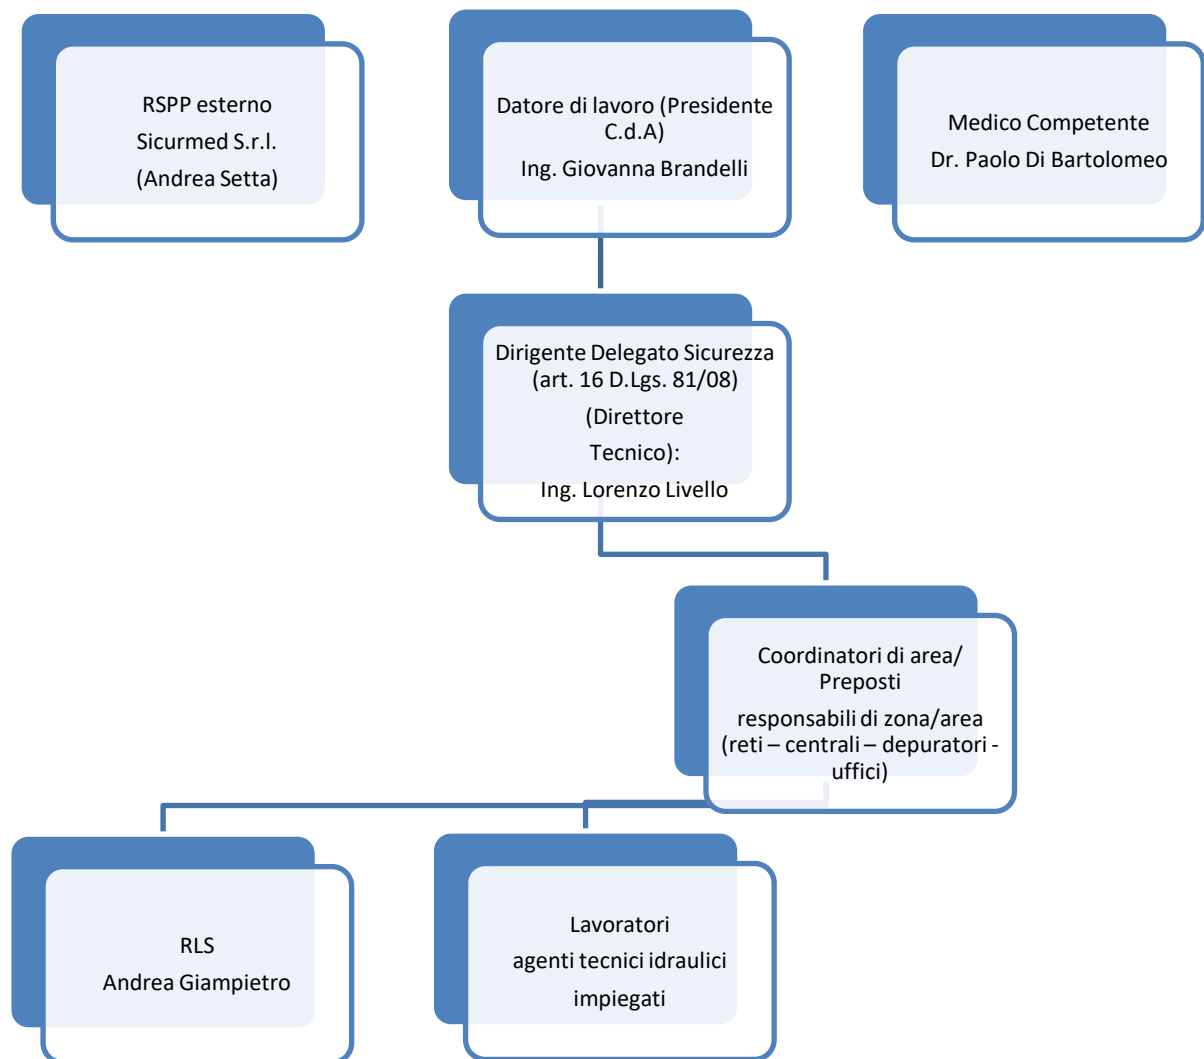 RSPP esterno
Sicurmed S.r.l.
(Andrea Setta)
Datore di lavoro (Presidente
C.d.A)
Ing. Giovanna Brandelli
Medico Competente
Dr. Paolo Di Bartolomeo
Dirigente Delegato Sicurezza
(art. 16 D.Lgs. 81/08)
(Direttore
Tecnico):
Ing. Lorenzo Livello
Coordinatori di area/
Preposti
responsabili di zona/area
(reti – centrali – depuratori -
uffici)
RLS
Andrea Giampietro
Lavoratori
agenti tecnici idraulici
impiegati